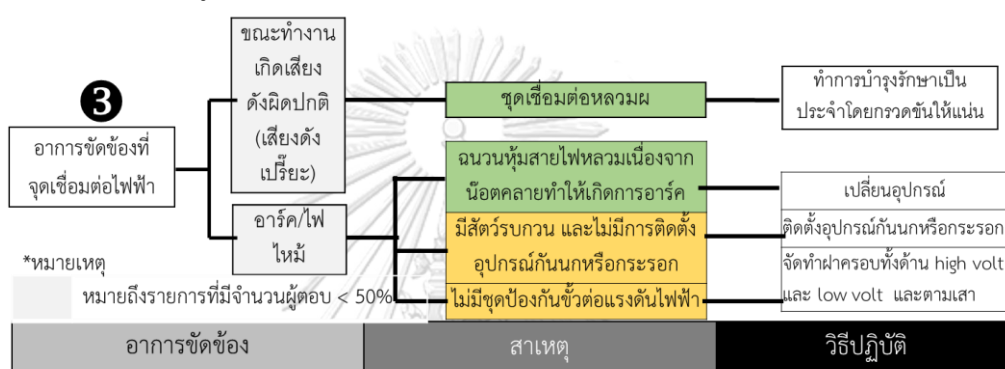 ❸
อาการขัดข้องที่
จุดเชื่อมต่อไฟฟ้า
ขณะทำงาน
เกิดเสียง
ดังผิดปกติ
(เสียงดัง
เปรี๊ยะ)
ชุดเชื่อมต่อหลวมผ
ทำการบำรุงรักษาเป็น
ประจำโดยกรวดขันให้แน่น
อาร์ค/ไฟ
ไหม้
ฉนวนหุ้มสายไฟหลวมเนื่องจาก
น๊อตคลายทำให้เกิดการอาร์ค
เปลี่ยนอุปกรณ์
มีสัตว์รบกวน และไม่มีการติดตั้ง
อุปกรณ์กันนกหรือกระรอก
ติดตั้งอุปกรณ์กันนกหรือกระรอก
ไม่มีชุดป้องกันขั้วต่อแรงดันไฟฟ้า
จัดทำฝาครอบทั้งด้าน high volt
และ low volt และตามเสา
*หมายเหตุ
หมายถึงรายการที่มีจำนวนผู้ตอบ < 50%
อาการขัดข้อง
สาเหตุ
วิธีปฏิบัติ